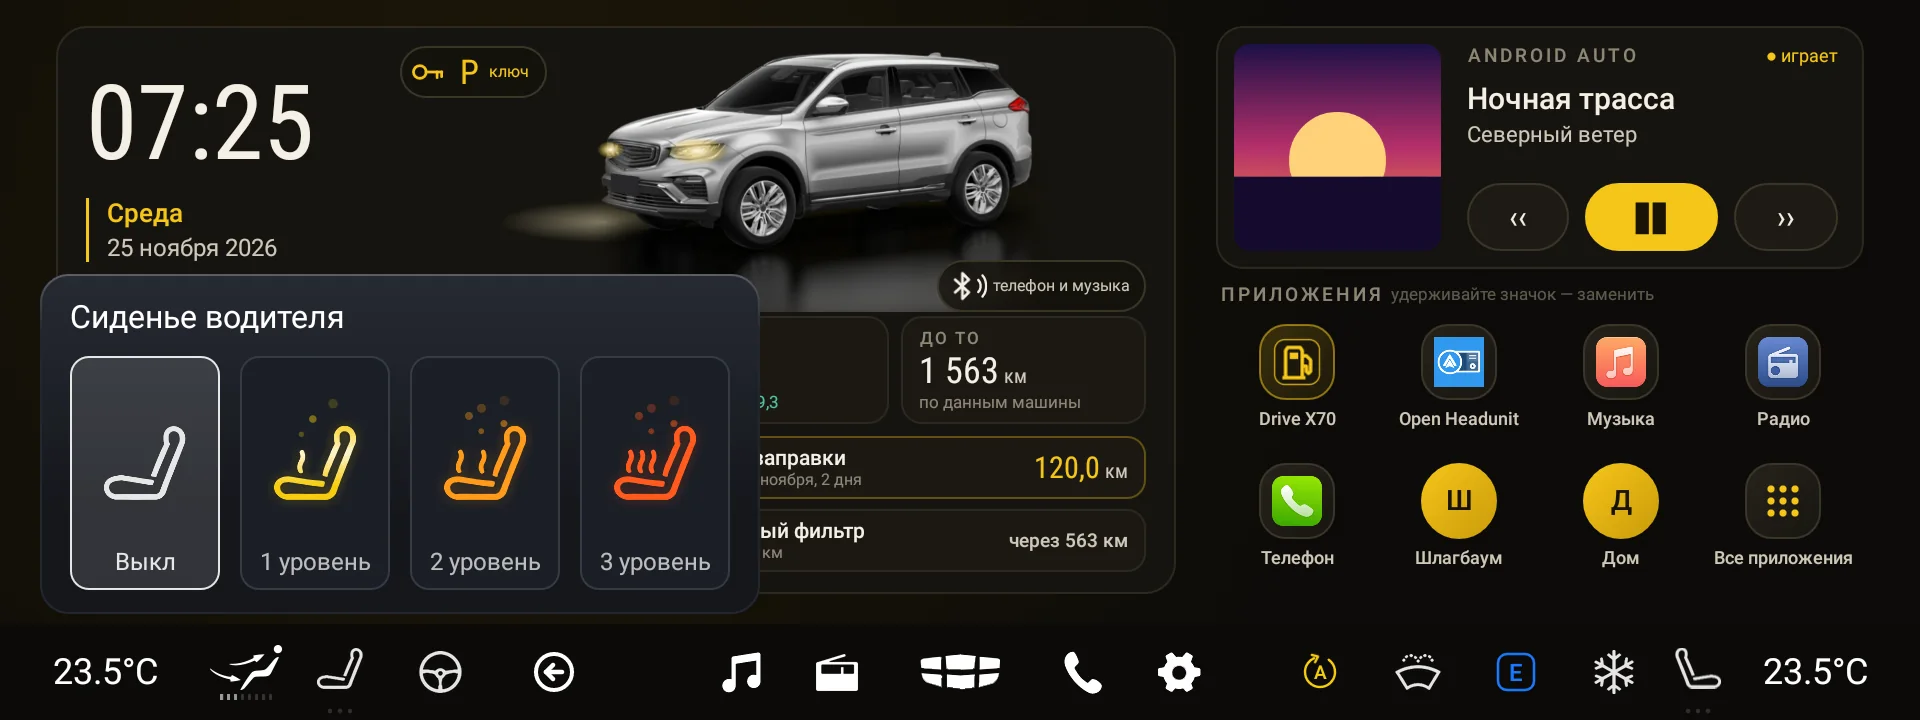 07:25
P ключ
Среда
25 ноября 2026
телефон и музыка
ANDROID AUTO
играет
Ночная трасса
Северный ветер
‹‹
››
ПРИЛОЖЕНИЯ удерживайте значок — заменить
Drive X70
Open Headunit
Музыка
Радио
Ш
Д
Телефон
Шлагбаум
Дом
Все приложения
Сиденье водителя
Выкл
1 уровень
2 уровень
3 уровень
9,3
ДО ТО
1 563 км
по данным машины
заправки
ноября, 2 дня
120,0 км
ый фильтр
км
через 563 км
23.5°C
A
E
23.5°C